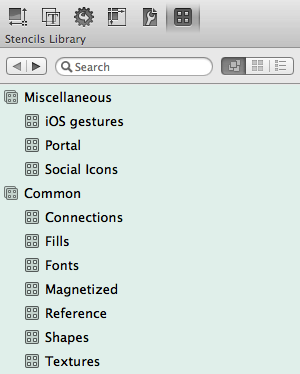 Stencils Library
Search
Miscellaneous
iOS gestures
Portal
Social Icons
Common
Connections
Fills
Fonts
Magnetized
Reference
Shapes
Textures